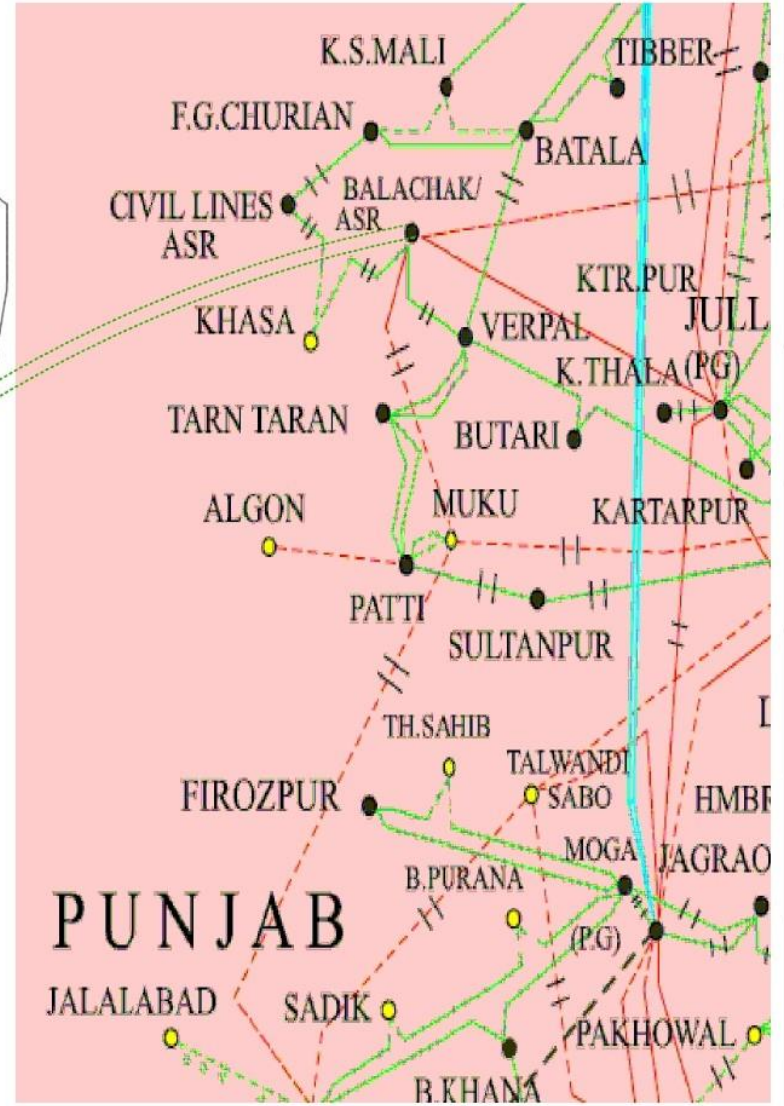 K.S.MALI
TIBBER
F.G.CHURIAN
BATALA
CIVIL LINES
ASR
BALACHAK/
ASR
KTR.PUR
KHASA
VERPAL
JULL
K.THALA
(PG)
TARN TARAN
BUTARI
ALGON
MUKU
KARTARPUR
PATTI
SULTANPUR
TH.SAHIB
TALWANDI
SABO
FIROZPUR
HMBR
MOGA
JAGRAO
B.PURANA
(P.G)
PUNJAB
JALALABAD
SADIK
PAKHOWAL
B.KHANA